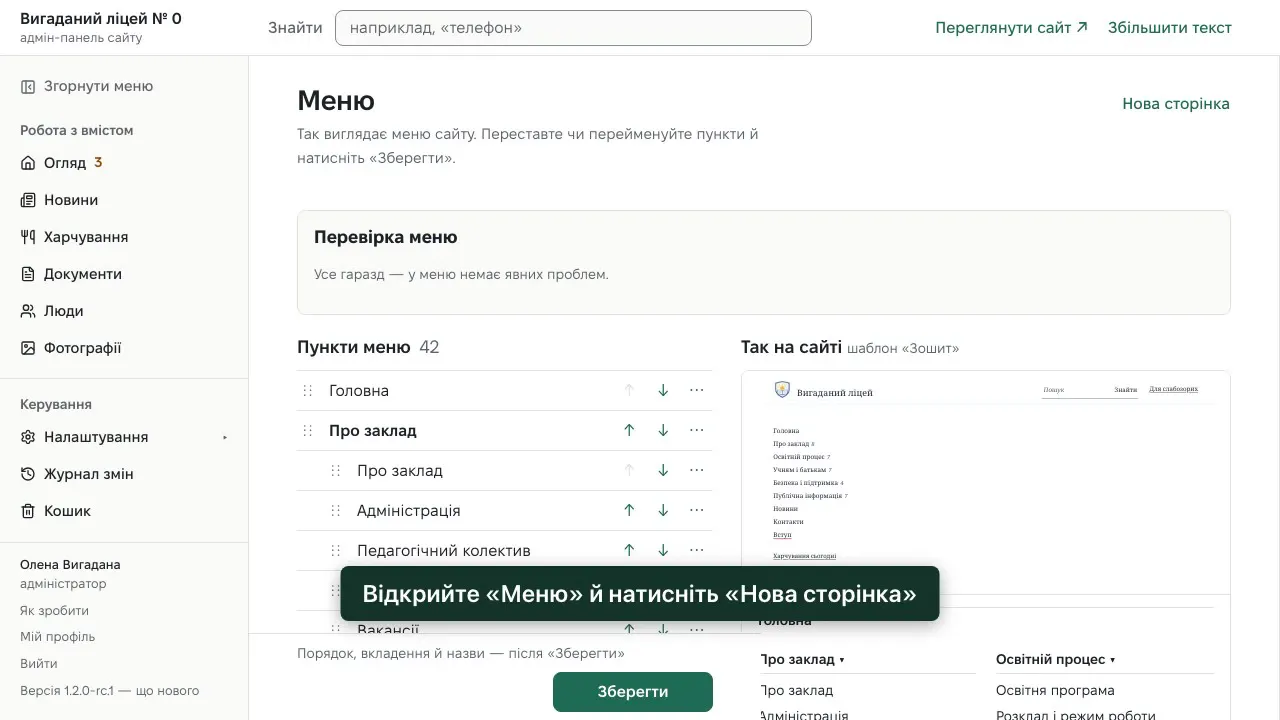 Вигаданий ліцей № 0
адмін-панель сайту
Знайти
наприклад, «телефон»
Переглянути сайт ↗
Збільшити текст
Згорнути меню
Робота з вмістом
Огляд 3
Новини
Харчування
Документи
Люди
Фотографії
Керування
Налаштування
Журнал змін
Кошик
Олена Вигадана
адміністратор
Як зробити
Мій профіль
Вийти
Версія 1.2.0-rc.1 — що нового
Меню
Нова сторінка
Так виглядає меню сайту. Переставте чи перейменуйте пункти й
натисніть «Зберегти».
Перевірка меню
Усе гаразд — у меню немає явних проблем.
Пункти меню 42
Головна
Про заклад
Про заклад
Адміністрація
Педагогічний колектив
Вакансії
Порядок, вкладення й назви — після «Зберегти»
Зберегти
Так на сайті шаблон «Зошит»
Вигаданий ліцей
Пошук
Знайти
Для слабозорих
Головна
Про заклад 8
Освітній процес 7
Учням і батькам 7
Безпека і підтримка 4
Публічна інформація 7
Новини
Контакти
Вступ
Харчування сьогодні
Відкрийте «Меню» й натисніть «Нова сторінка»
Головна
Про заклад ▾
Освітній процес ▾
Про заклад
Освітня програма
Адміністрація
Розклад і режим роботи